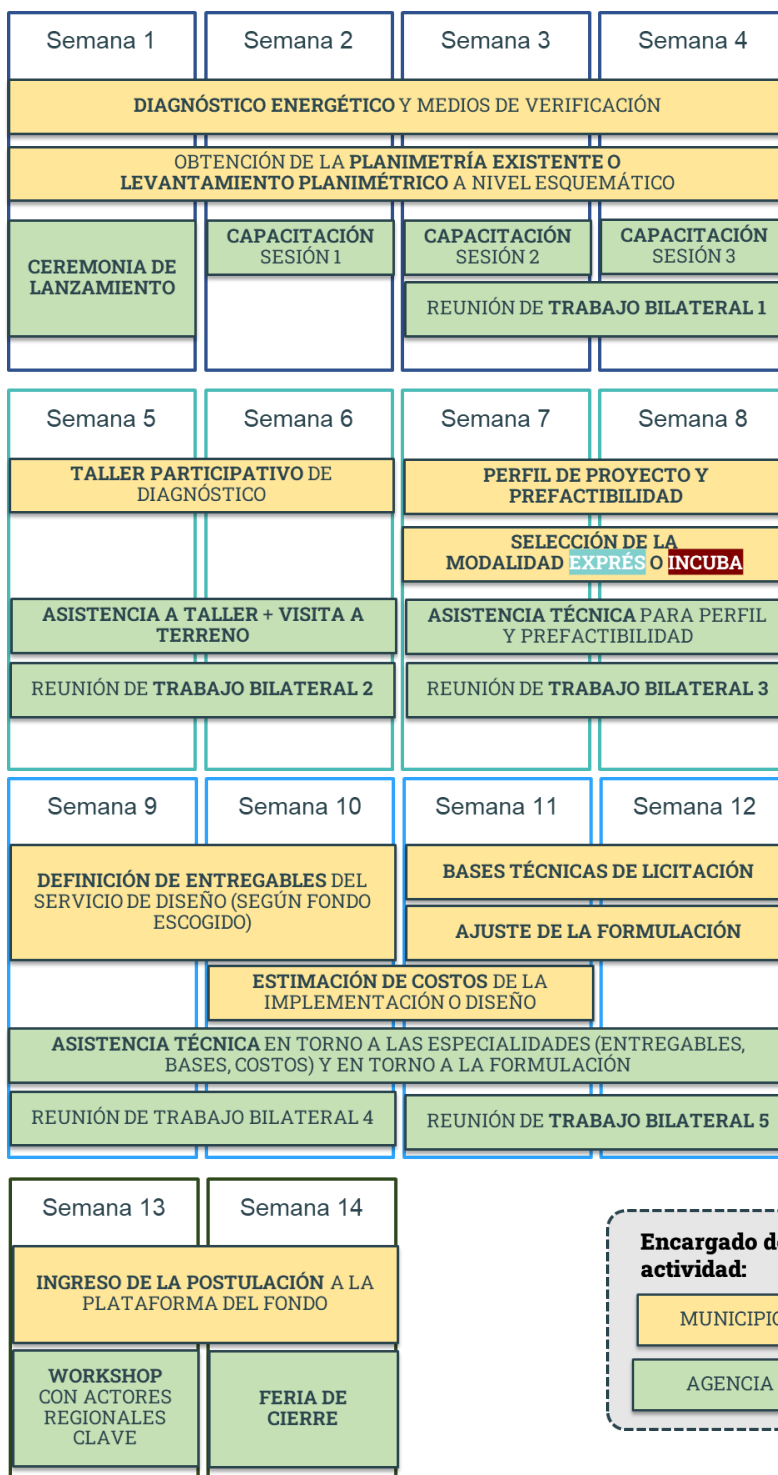 Semana 1
Semana 2
Semana 3
Semana 4
DIAGNÓSTICO ENERGÉTICO Y MEDIOS DE VERIFICACIÓN
OBTENCIÓN DE LA PLANIMETRÍA EXISTENTE O
LEVANTAMIENTO PLANIMÉTRICO A NIVEL ESQUEMÁTICO
CEREMONIA DE
LANZAMIENTO
CAPACITACIÓN
SESIÓN 1
CAPACITACIÓN
SESIÓN 2
CAPACITACIÓN
SESIÓN 3
REUNIÓN DE TRABAJO BILATERAL 1
Semana 5
Semana 6
Semana 7
Semana 8
TALLER PARTICIPATIVO DE
DIAGNÓSTICO
PERFIL DE PROYECTO Y
PREFACTIBILIDAD
SELECCIÓN DE LA
MODALIDAD EXPRÉS O INCUBA
ASISTENCIA A TALLER + VISITA A
TERRENO
ASISTENCIA TÉCNICA PARA PERFIL
Y PREFACTIBILIDAD
REUNIÓN DE TRABAJO BILATERAL 2
REUNIÓN DE TRABAJO BILATERAL 3
Semana 9
Semana 10
Semana 11
Semana 12
DEFINICIÓN DE ENTREGABLES DEL
SERVICIO DE DISEÑO (SEGÚN FONDO
ESCOGIDO)
BASES TÉCNICAS DE LICITACIÓN
AJUSTE DE LA FORMULACIÓN
ESTIMACIÓN DE COSTOS DE LA
IMPLEMENTACIÓN O DISEÑO
ASISTENCIA TÉCNICA EN TORNO A LAS ESPECIALIDADES (ENTREGABLES,
BASES, COSTOS) Y EN TORNO A LA FORMULACIÓN
REUNIÓN DE TRABAJO BILATERAL 4
REUNIÓN DE TRABAJO BILATERAL 5
Semana 13
Semana 14
INGRESO DE LA POSTULACIÓN A LA
PLATAFORMA DEL FONDO
WORKSHOP
CON ACTORES
REGIONALES
CLAVE
FERIA DE
CIERRE
Encargado de
actividad:
MUNICIPIO
AGENCIA